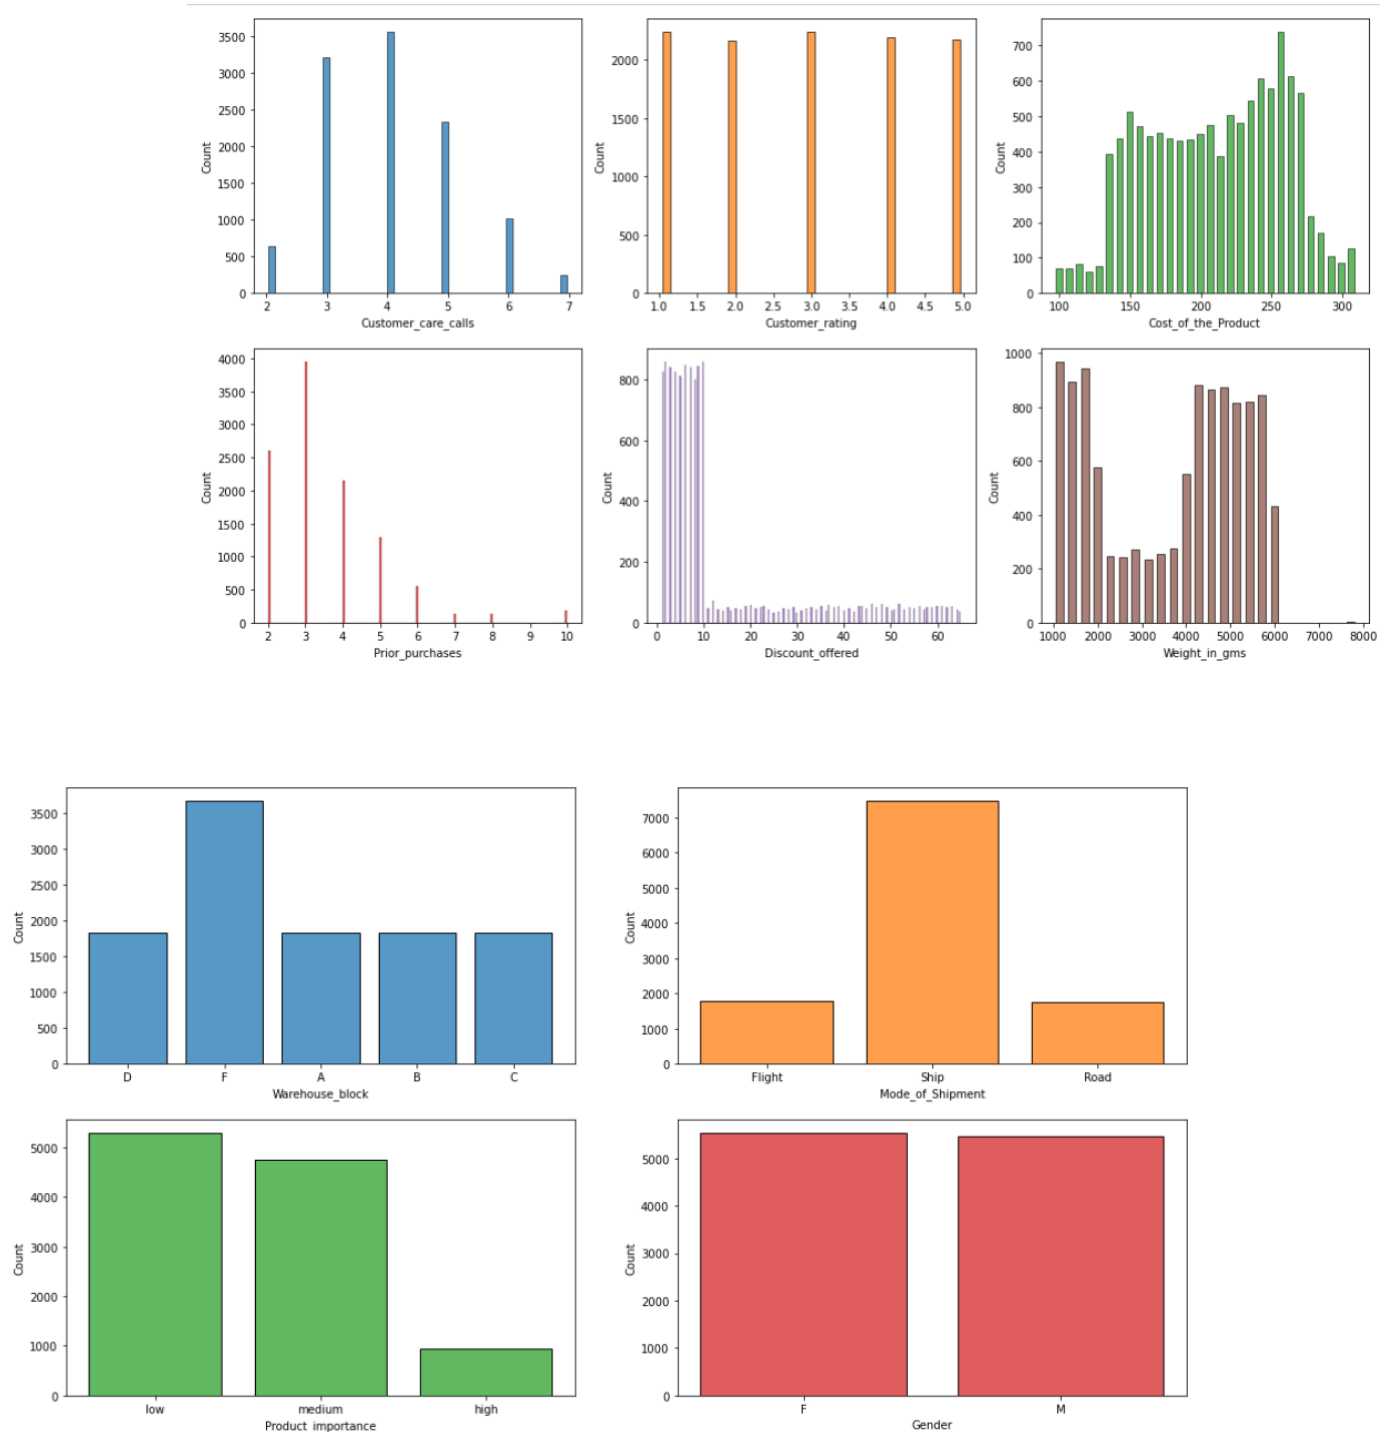 Count
3500
3000
2500
2000
1500
1000
500
0
2 3 4 5 6 7
Customer_care_calls
Count
2000
1500
1000
500
0
1.0 1.5 2.0 2.5 3.0 3.5 4.0 4.5 5.0
Customer_rating
Count
700
600
500
400
300
200
100
0
100 150 200 250 300
Cost_of_the_Product
Count
4000
3500
3000
2500
2000
1500
1000
500
0
2 3 4 5 6 7 8 9 10
Prior_purchases
Count
800
600
400
200
0
0 10 20 30 40 50 60
Discount_offered
Count
1000
800
600
400
200
0
1000 2000 3000 4000 5000 6000 7000 8000
Weight_in_gms
Count
3500
3000
2500
2000
1500
1000
500
0
D F A B C
Warehouse_block
Count
7000
6000
5000
4000
3000
2000
1000
0
Flight Ship Road
Mode_of_Shipment
Count
5000
4000
3000
2000
1000
0
low medium high
Product_importance
Count
5000
4000
3000
2000
1000
0
F M
Gender